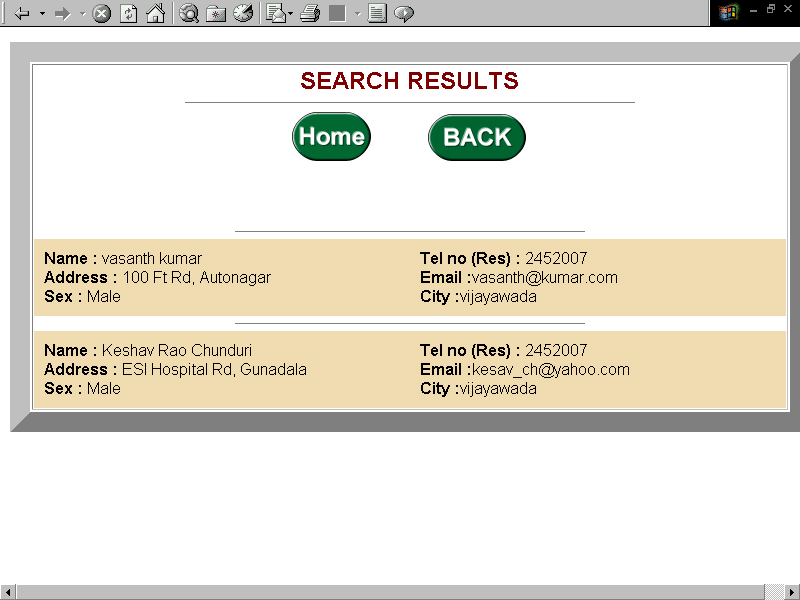 SEARCH RESULTS
Home BACK
Name : vasanth kumar Tel no (Res) : 2452007
Address : 100 Ft Rd, Autonagar Email :vasanth@kumar.com
Sex : Male City :vijayawada
Name : Keshav Rao Chunduri Tel no (Res) : 2452007
Address : ESI Hospital Rd, Gunadala Email :kesav_ch@yahoo.com
Sex : Male City :vijayawada